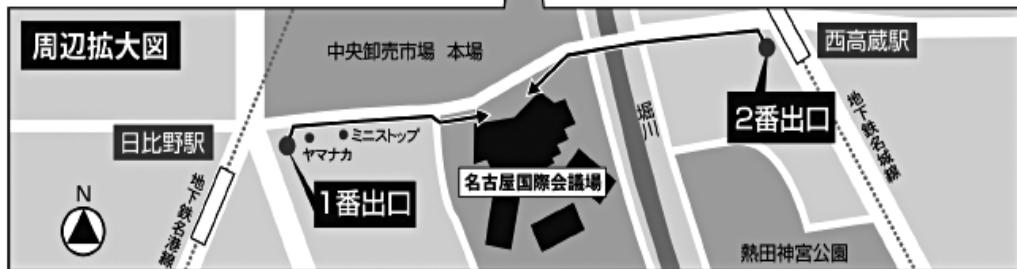 周辺拡大図
中央卸売市場 本場
西高蔵駅
2番出口
地下鉄名城線
堀川
日比野駅
ミニストップ
ヤマナカ
1番出口
名古屋国際会議場
地下鉄名港線
N
熱田神宮公園